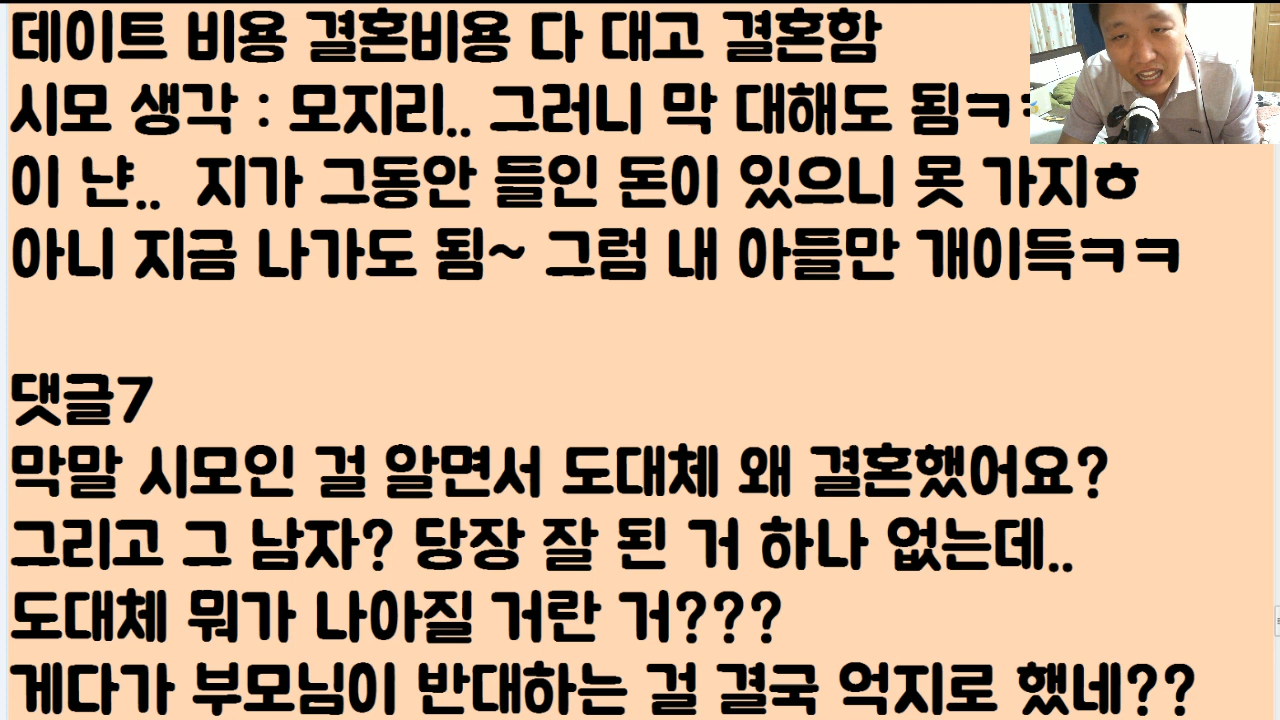 데이트 비용 결혼비용 다 대고 결혼함
시모 생각 : 모지리.. 그러니 막 대해도 됨ㅋ
이 냔.. 지가 그동안 들인 돈이 있으니 못 가지ㅎ
아니 지금 나가도 됨~ 그럼 내 아들만 개이득ㅋㅋ
댓글7
막말 시모인 걸 알면서 도대체 왜 결혼했어요?
그리고 그 남자? 당장 잘 된 거 하나 없는데..
도대체 뭐가 나아질 거란 거???
게다가 부모님이 반대하는 걸 결국 억지로 했네??